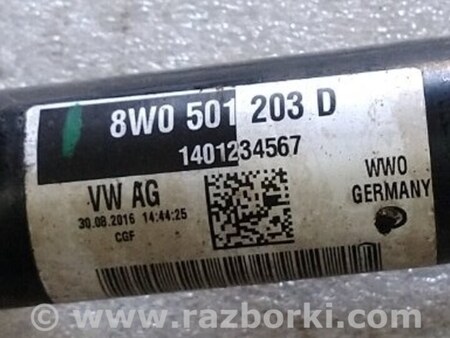 8W0 501 203 D
1401234567
VW AG
30.08.2016 14:44:25
CGF
WWO
GERMANY
© www.razborki.com